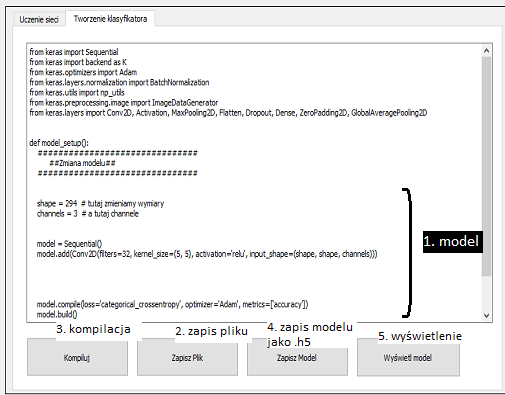 Uczenie sieci
Tworzenie klasyfikatora
from keras import Sequential
from keras import backend as K
from keras.optimizers import Adam
from keras.layers.normalization import BatchNormalization
from keras.utils import np_utils
from keras.preprocessing.image import ImageDataGenerator
from keras.layers import Conv2D, Activation, MaxPooling2D, Flatten, Dropout, Dense, ZeroPadding2D, GlobalAveragePooling2D
def model_setup():
###############################
##Zmiana modelu##
###############################
shape = 294 # tutaj zmieniamy wymiary
channels = 3 # a tutaj channele
model = Sequential()
model.add(Conv2D(filters=32, kernel_size=(5, 5), activation='relu', input_shape=(shape, shape, channels)))
1. model
model.compile(loss='categorical_crossentropy', optimizer='Adam', metrics=['accuracy'])
model.build()
3. kompilacja
2. zapis pliku
4. zapis modelu
jako .h5
5. wyświetlenie
Kompiluj
Zapisz Plik
Zapisz Model
Wyświetl model